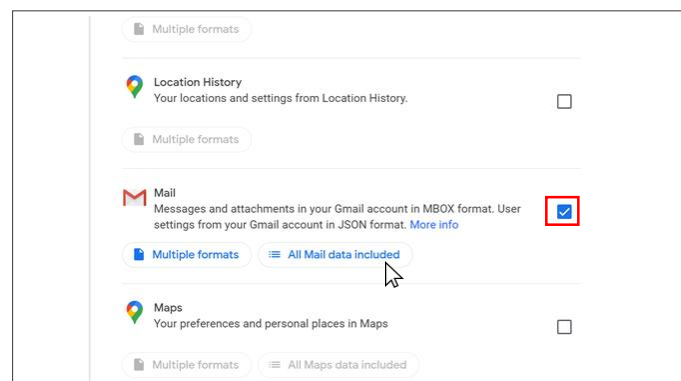 Multiple formats
Location History
Your locations and settings from Location History.
Multiple formats
Mail
Messages and attachments in your Gmail account in MBOX format. User
settings from your Gmail account in JSON format. More info
Multiple formats All Mail data included
Maps
Your preferences and personal places in Maps
Multiple formats All Maps data included